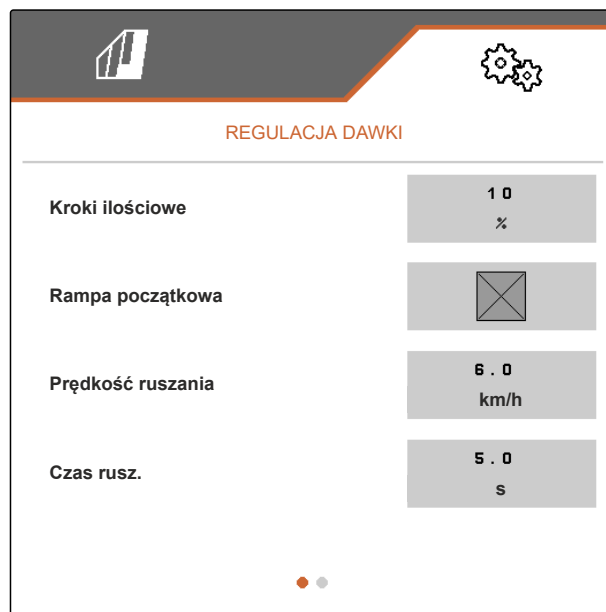 REGULACJA DAWKI
Kroki ilościowe
10
%
Rampa początkowa
Prędkość ruszania
6.0
km/h
Czas rusz.
5.0
s